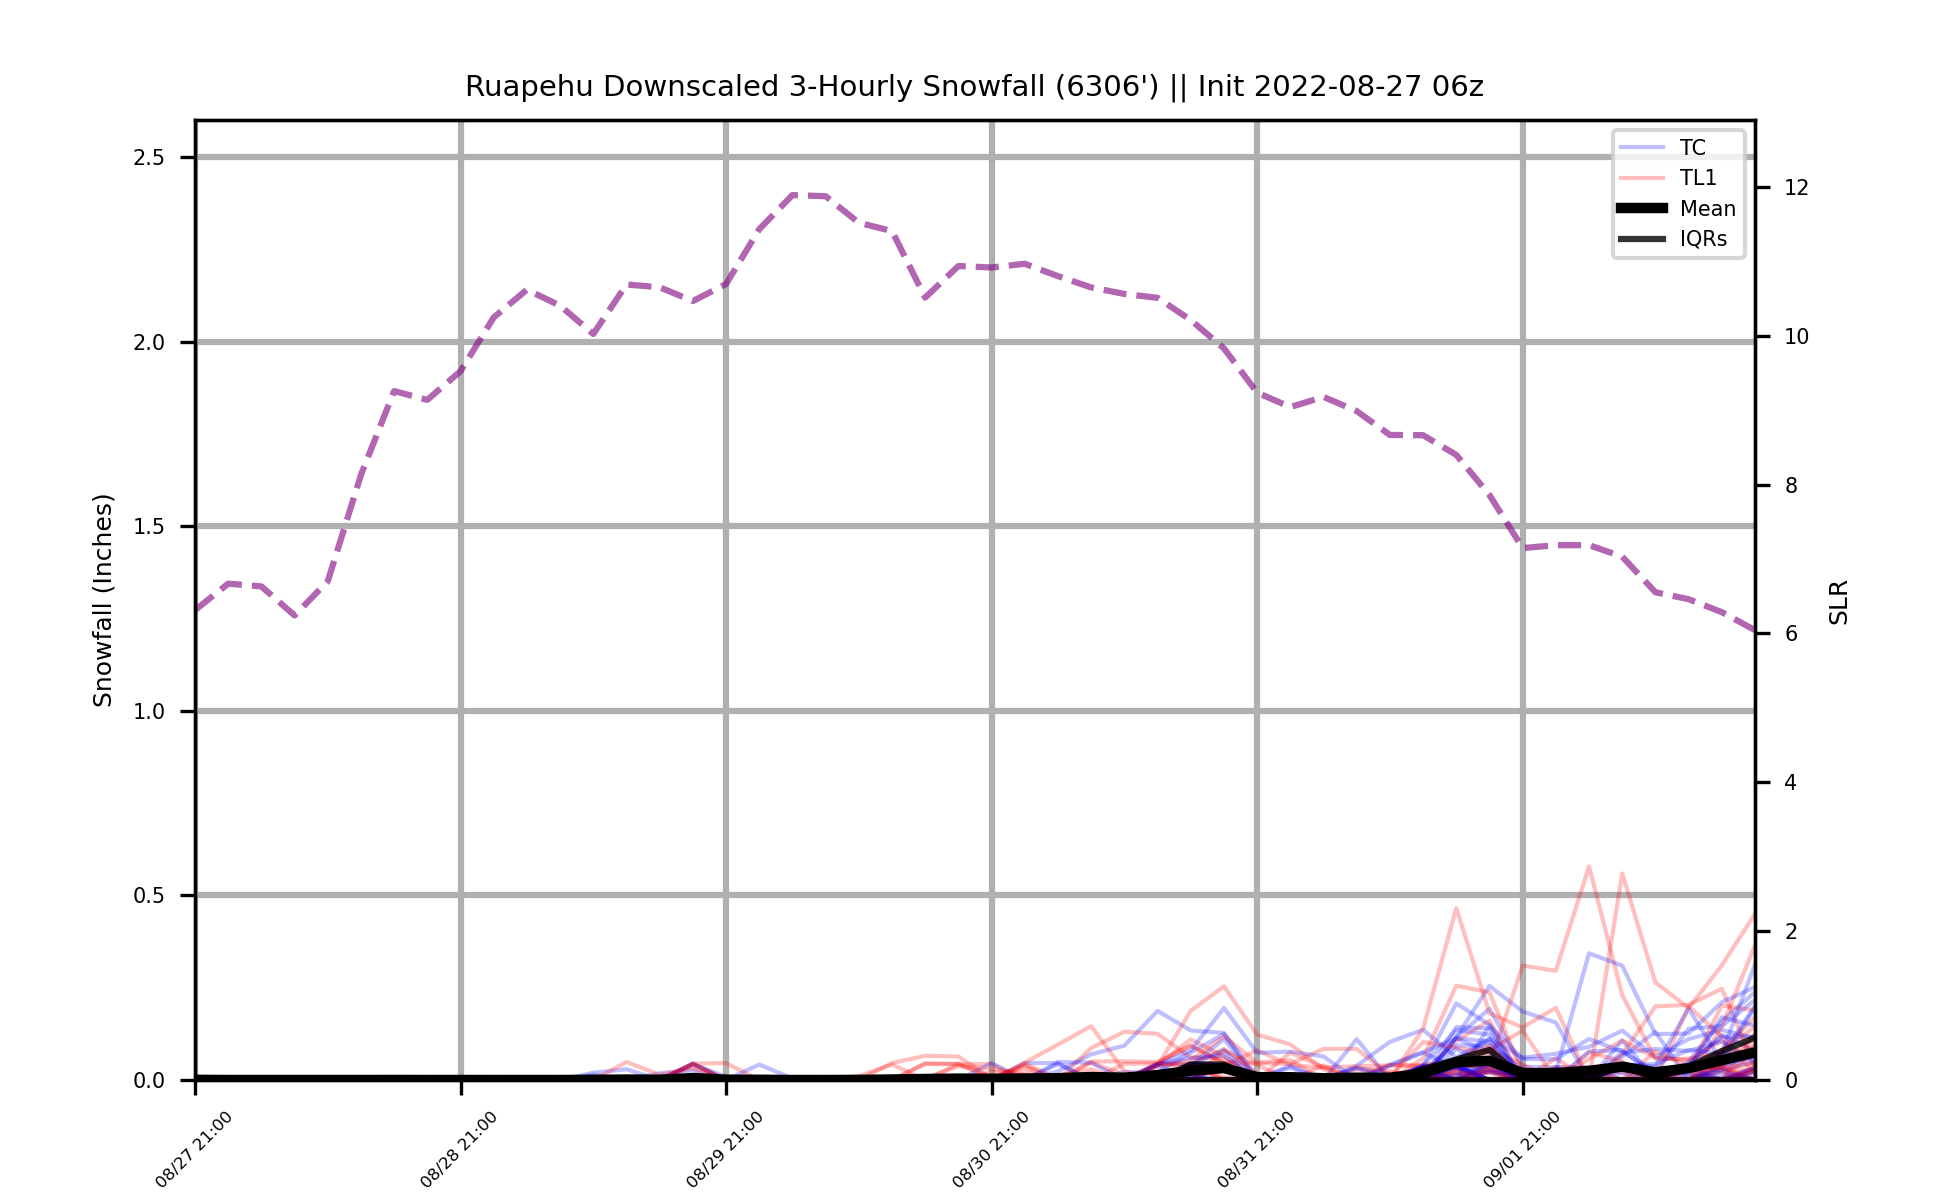 Ruapehu Downscaled 3-Hourly Snowfall (6306') || Init 2022-08-27 06z
TC
TL1
Mean
IQRs
2.5
2.0
1.5
1.0
0.5
0.0
Snowfall (Inches)
12
10
8
6
4
2
0
SLR
08/27 21:00
08/28 21:00
08/29 21:00
08/30 21:00
08/31 21:00
09/01 21:00